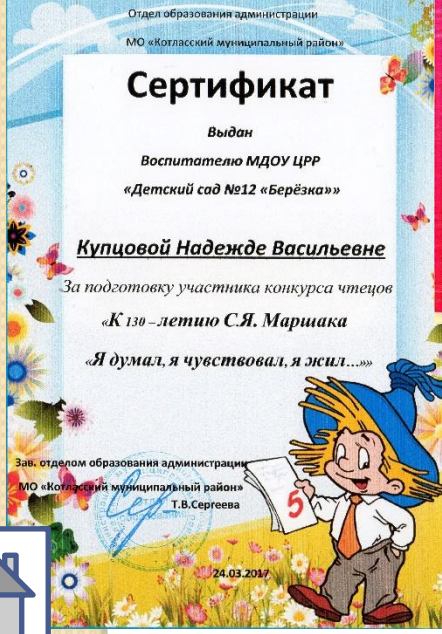 Отдел образования администрации
МО «Котласский муниципальный район»
Сертификат
Выдан
Воспитателю МДОУ ЦРР
«Детский сад №12 «Берёзка»»
Купцовой Надежде Васильевне
За подготовку участника конкурса чтецов
«К 130 – летию С.Я. Маршака
«Я думал, я чувствовал, я жил...»»
Зав. отделом образования администрации
МО «Котласский муниципальный район»
Т.В.Сергеева
5
24.03.2017